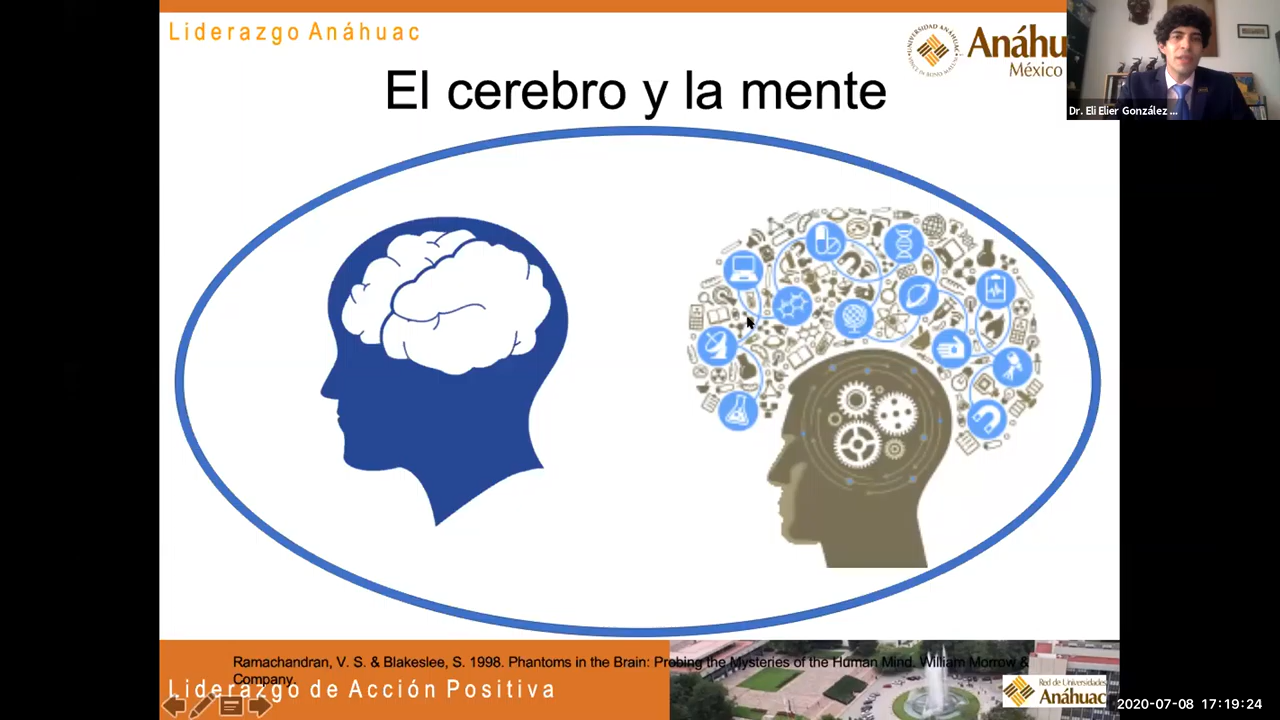 Liderazgo Anáhuac
Anáhu
México
UNIVERSIDAD ANÁHUAC
El cerebro y la mente
Dr. Eli Elier González ...
Ramachandran, V. S. & Blakeslee, S. 1998. Phantoms in the Brain: Probing the Mysteries of the Human Mind. William Morrow &
Company.
Liderazgo de Acción Positiva
Red de Universidades
Anáhuac
2020-07-08 17:19:24